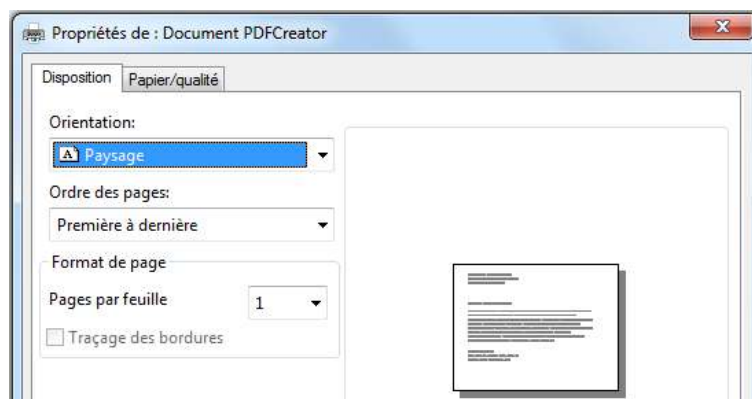 Propriétés de : Document PDFCreator
Disposition Papier/qualité
Orientation:
Paysage
Ordre des pages:
Première à dernière
Format de page
Pages par feuille 1
Traçage des bordures